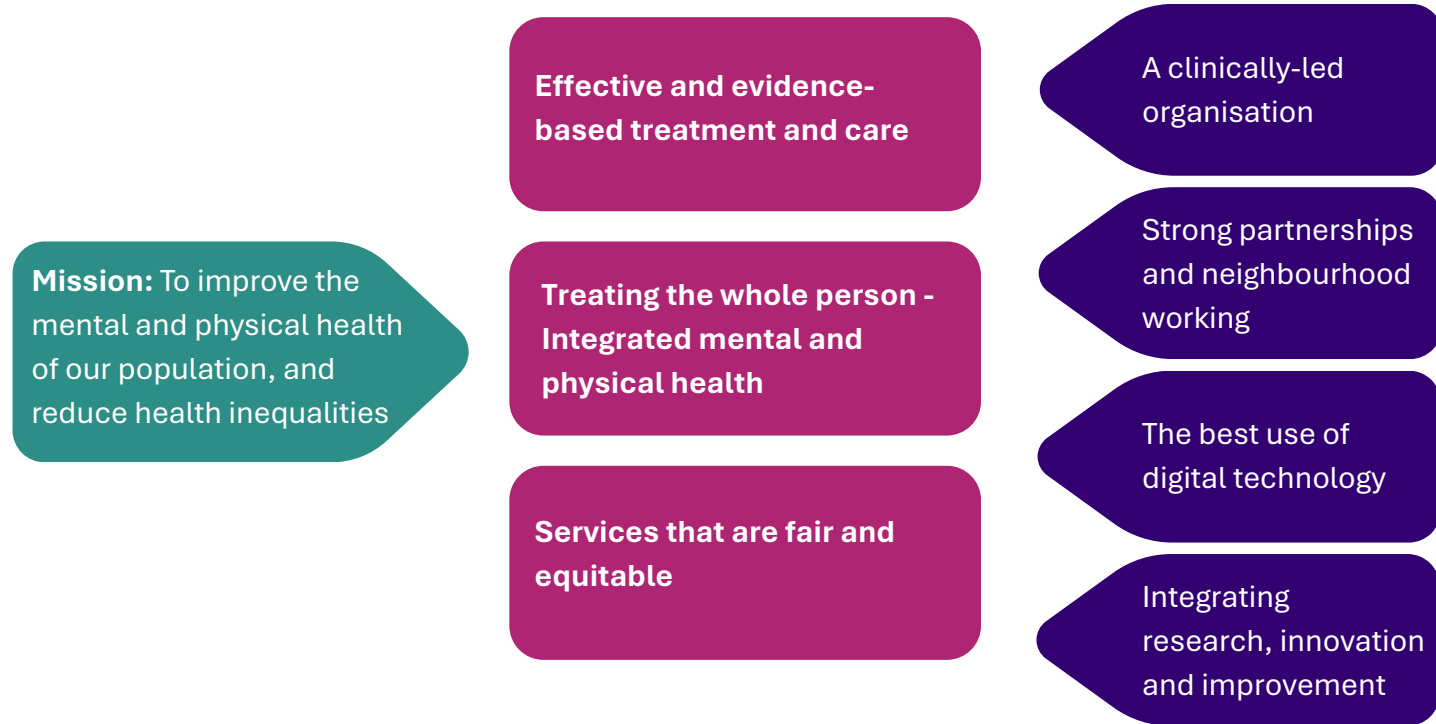 Mission: To improve the
mental and physical health
of our population, and
reduce health inequalities
Effective and evidence-
based treatment and care
Treating the whole person -
Integrated mental and
physical health
Services that are fair and
equitable
A clinically-led
organisation
Strong partnerships
and neighbourhood
working
The best use of
digital technology
Integrating
research, innovation
and improvement